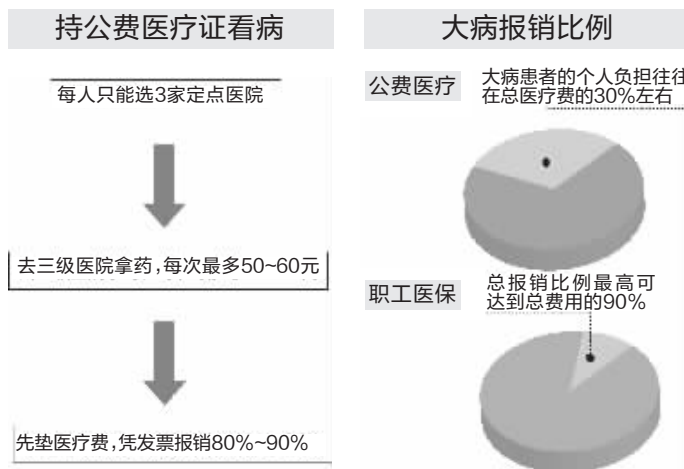 持公费医疗证看病
每人只能选3家定点医院
去三级医院拿药，每次最多50~60元
先垫医疗费，凭发票报销80%~90%
大病报销比例
公费医疗
大病患者的个人负担往往
在总医疗费的30%左右
职工医保
总报销比例最高可
达到总费用的90%